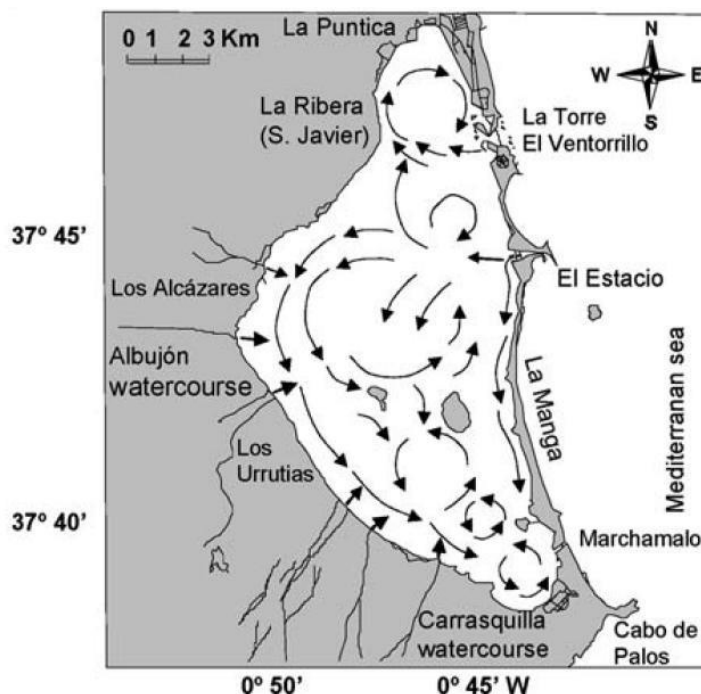 La Puntica
0 1 2 3 Km
N
W E
S
La Ribera
(S. Javier)
La Torre
El Ventorrillo
37º 45'
El Estacio
Los Alcázares
Albujón
watercourse
La Manga
Mediterranan sea
Los
Urrutias
37º 40'
Marchamalo
Carrasquilla
watercourse
Cabo de
Palos
0º 50' 0º 45' W